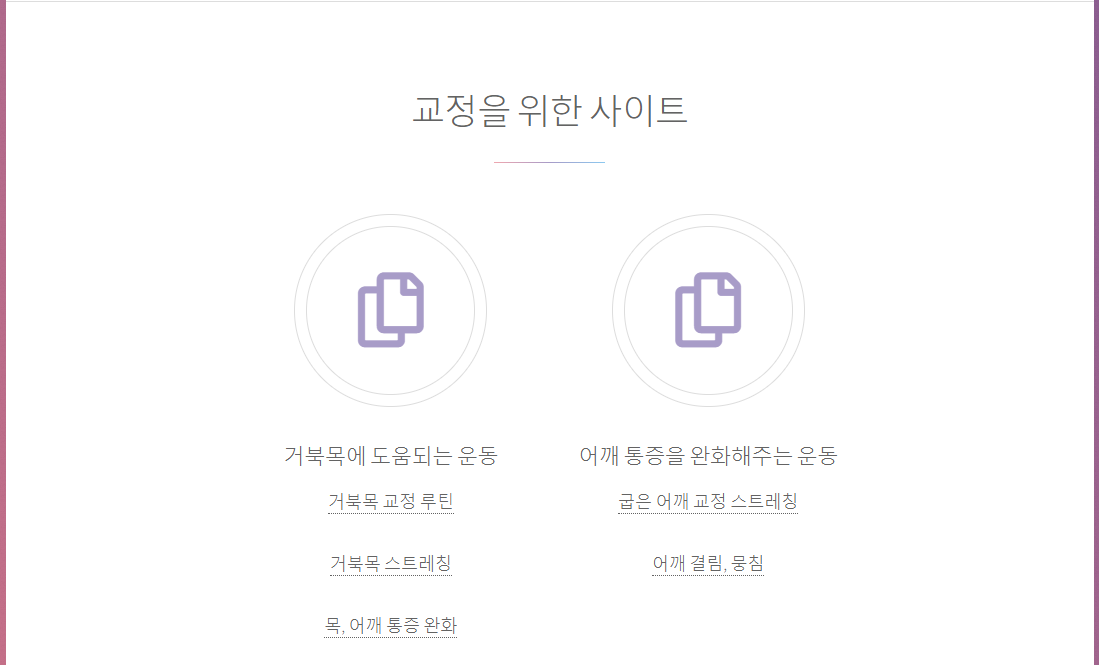 교정을 위한 사이트
거북목에 도움되는 운동
거북목 교정 루틴
거북목 스트레칭
목, 어깨 통증 완화
어깨 통증을 완화해주는 운동
굽은 어깨 교정 스트레칭
어깨 결림, 뭉침